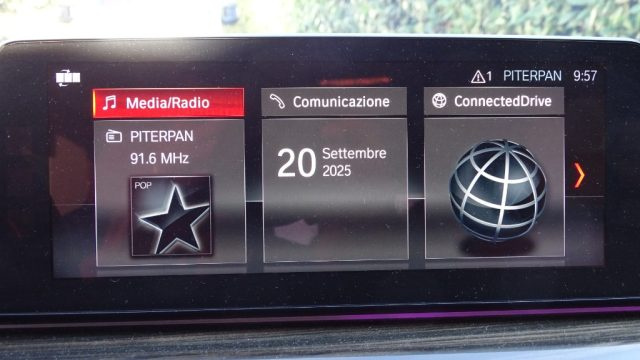 1 PITERPAN 9:57
Media/Radio
PITERPAN
91.6 MHz
POP
Comunicazione
20 Settembre
2025
ConnectedDrive